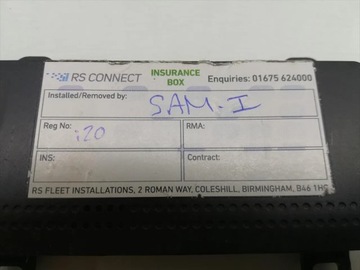 RS CONNECT INSURANCE BOX Enquiries: 01675 624000
Installed/Removed by: SAM-I
Reg No: i20 RMA:
INS: Contract:
RS FLEET INSTALLATIONS, 2 ROMAN WAY, COLESHILL, BIRMINGHAM, B46 1HG